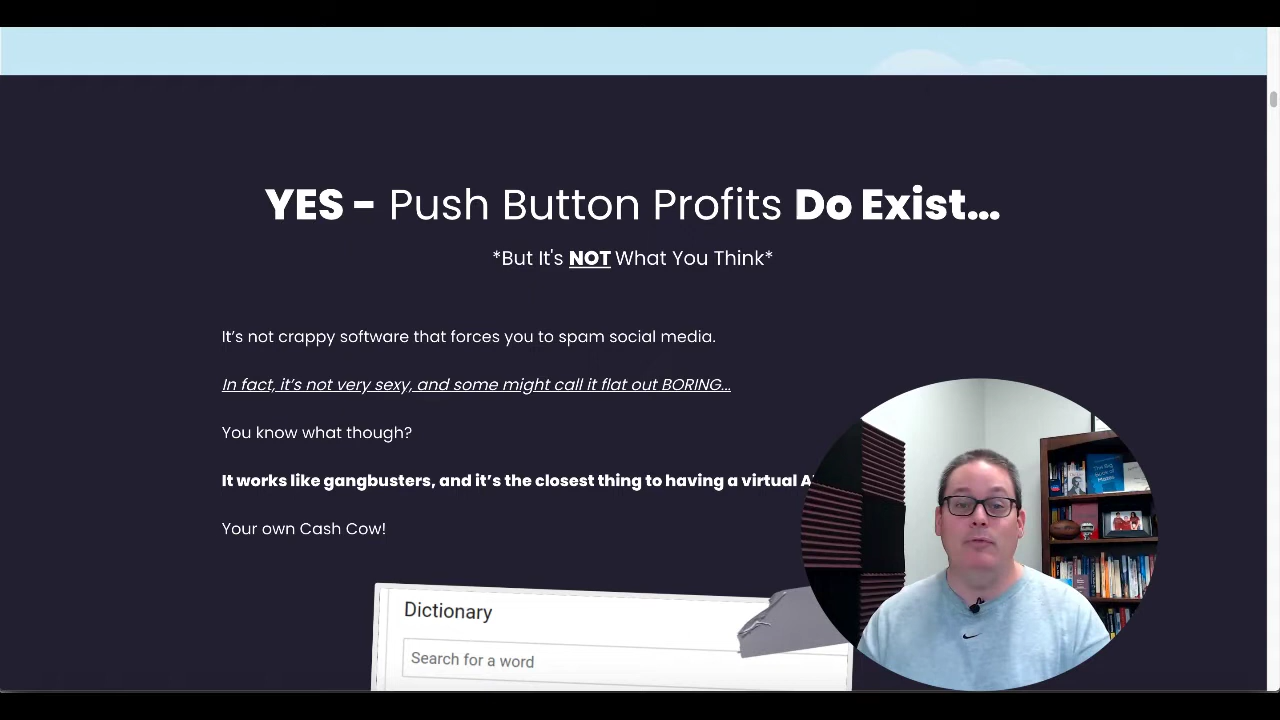 YES - Push Button Profits Do Exist...
*But It's NOT What You Think*
It’s not crappy software that forces you to spam social media.
In fact, it’s not very sexy, and some might call it flat out BORING...
You know what though?
It works like gangbusters, and it’s the closest thing to having a virtual
Your own Cash Cow!
Dictionary
Search for a word